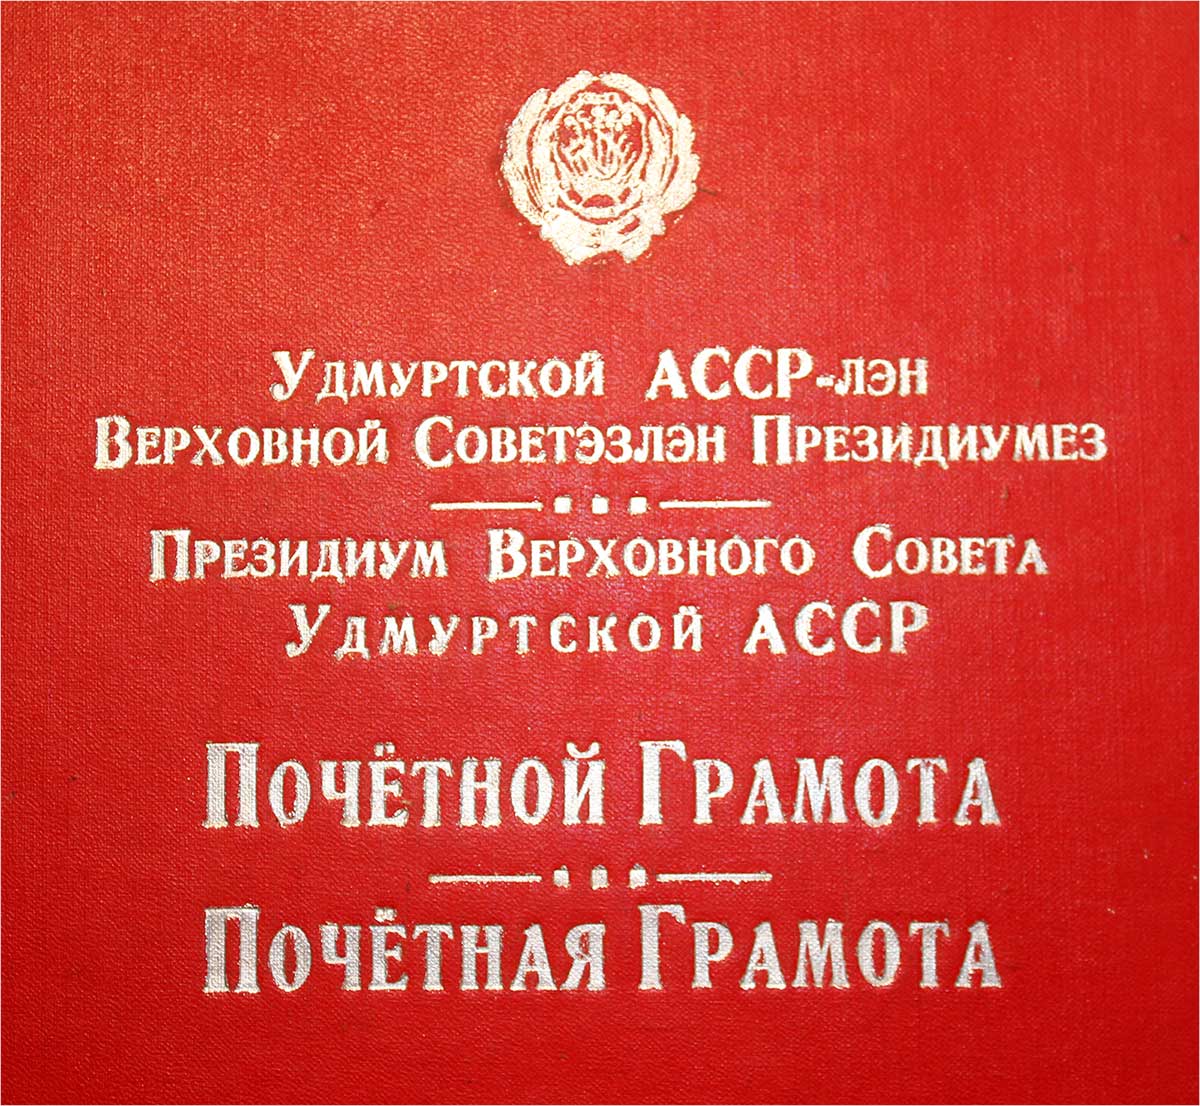 Удмуртской АССР-лэн
Верховной Советэзлэн Президиумез
Президиум Верховного Совета
Удмуртской АССР
Почётной Грамота
Почётная Грамота